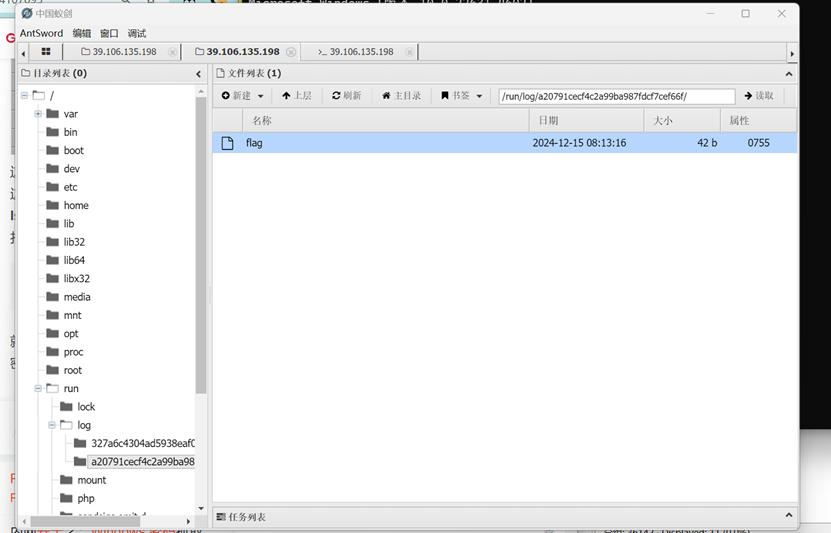 中国蚁剑
AntSword 编辑 窗口 调试
39.106.135.198 39.106.135.198 >_ 39.106.135.198
目录列表 (0)
文件列表 (1)
新建 上层 刷新 主目录 书签 /run/log/a20791cecf4c2a99ba987fdcf7cef66f/ 读取
名称 日期 大小 属性
flag 2024-12-15 08:13:16 42 b 0755
/
var
bin
boot
dev
etc
home
lib
lib32
lib64
libx32
media
mnt
opt
proc
root
run
lock
log
327a6c4304ad5938eaf0
a20791cecf4c2a99ba98
mount
php
任务列表